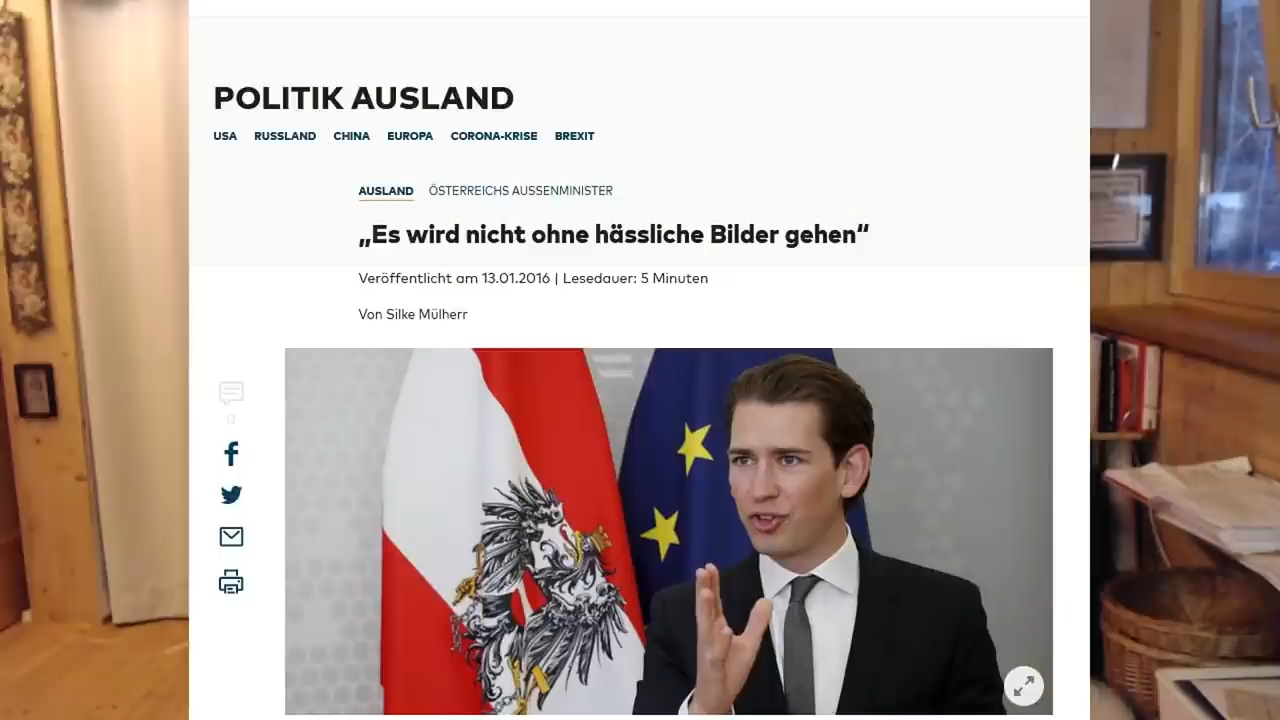 POLITIK AUSLAND
USA RUSSLAND CHINA EUROPA CORONA-KRISE BREXIT
AUSLAND ÖSTERREICHS AUSSENMINISTER
„Es wird nicht ohne hässliche Bilder gehen“
Veröffentlicht am 13.01.2016 | Lesedauer: 5 Minuten
Von Silke Mülherr
0